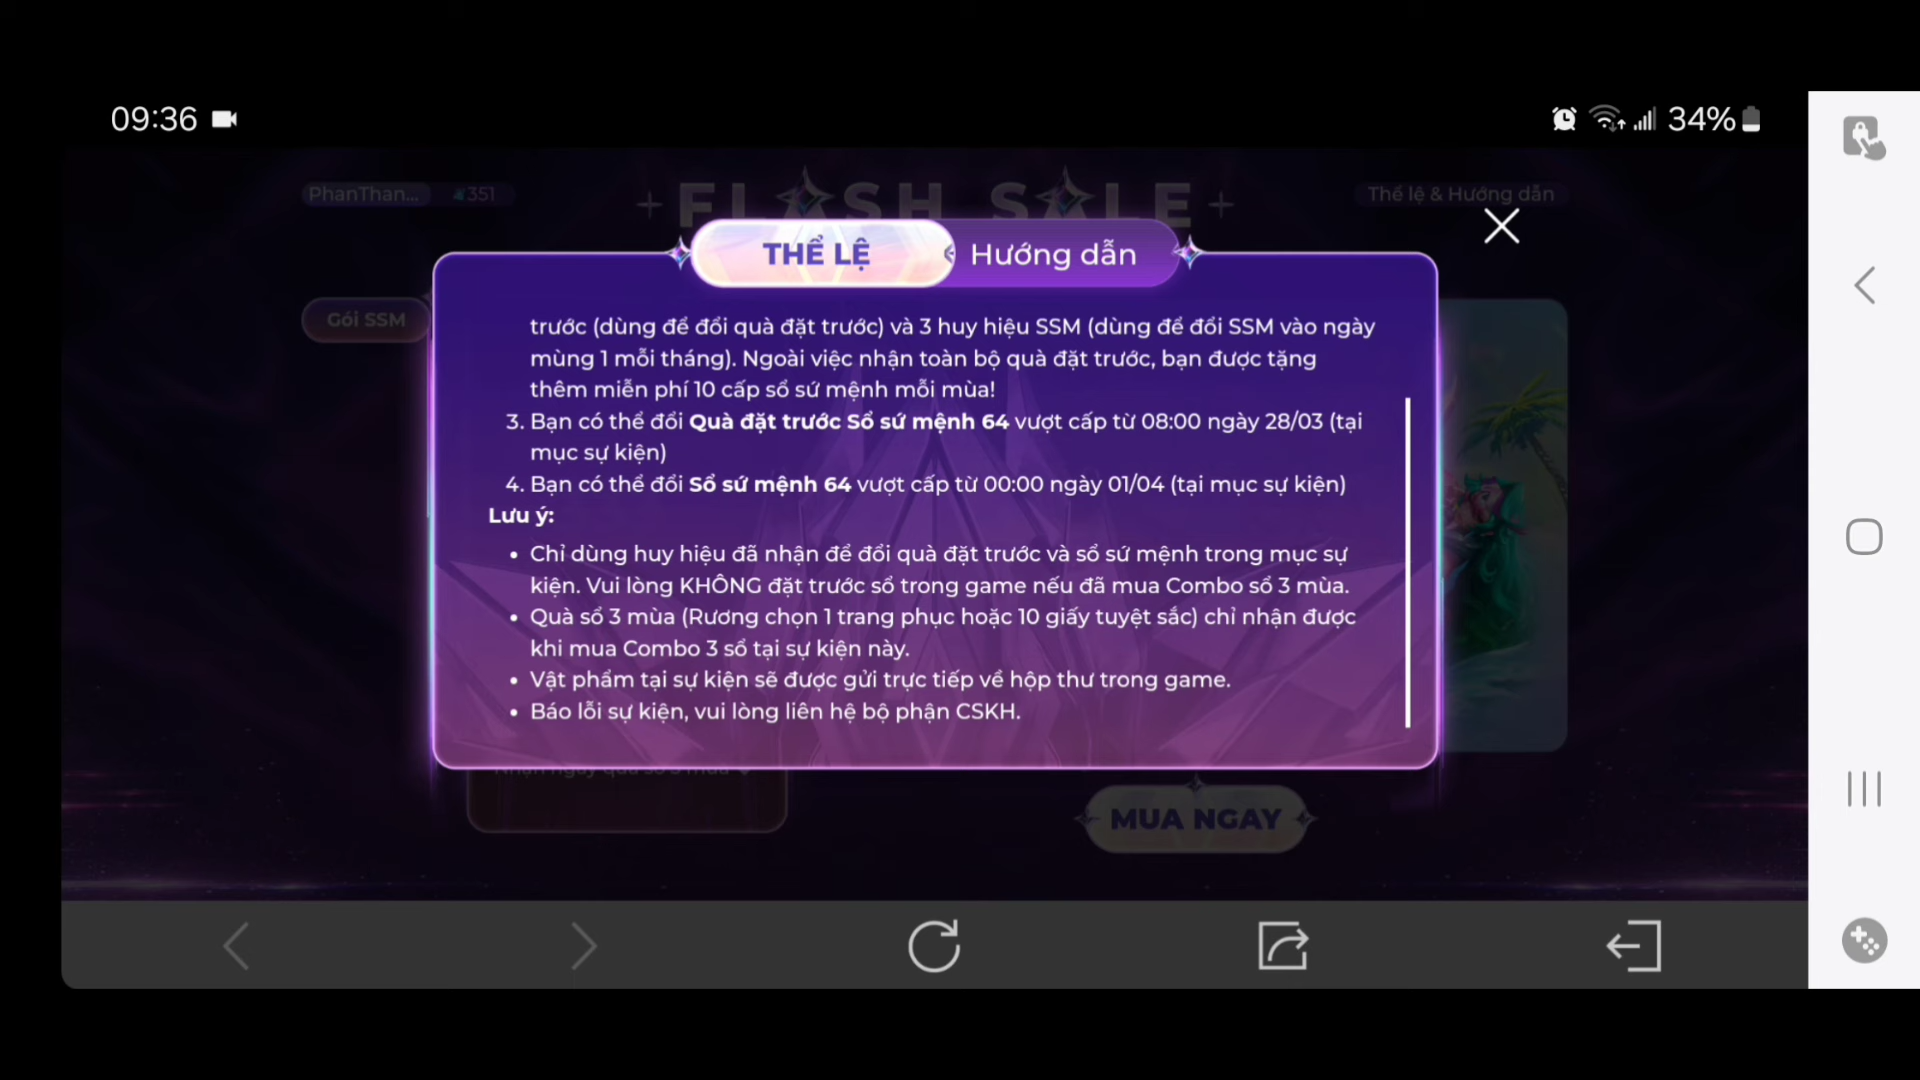 09:36
34%
PhanThan...
351
FLASH SALE
Thể lệ & Hướng dẫn
THỂ LỆ
Hướng dẫn
Gói SSM
trước (dùng để đổi quà đặt trước) và 3 huy hiệu SSM (dùng để đổi SSM vào ngày
mùng 1 mỗi tháng). Ngoài việc nhận toàn bộ quà đặt trước, bạn được tặng
thêm miễn phí 10 cấp sổ sứ mệnh mỗi mùa!
3. Bạn có thể đổi Quà đặt trước Sổ sứ mệnh 64 vượt cấp từ 08:00 ngày 28/03 (tại
mục sự kiện)
4. Bạn có thể đổi Sổ sứ mệnh 64 vượt cấp từ 00:00 ngày 01/04 (tại mục sự kiện)
Lưu ý:
• Chỉ dùng huy hiệu đã nhận để đổi quà đặt trước và sổ sứ mệnh trong mục sự
kiện. Vui lòng KHÔNG đặt trước sổ trong game nếu đã mua Combo sổ 3 mùa.
• Quà sổ 3 mùa (Rương chọn 1 trang phục hoặc 10 giấy tuyệt sắc) chỉ nhận được
khi mua Combo 3 sổ tại sự kiện này.
• Vật phẩm tại sự kiện sẽ được gửi trực tiếp về hộp thư trong game.
• Báo lỗi sự kiện, vui lòng liên hệ bộ phận CSKH.
Nhận ngay quà sổ 3 mùa
MUA NGAY